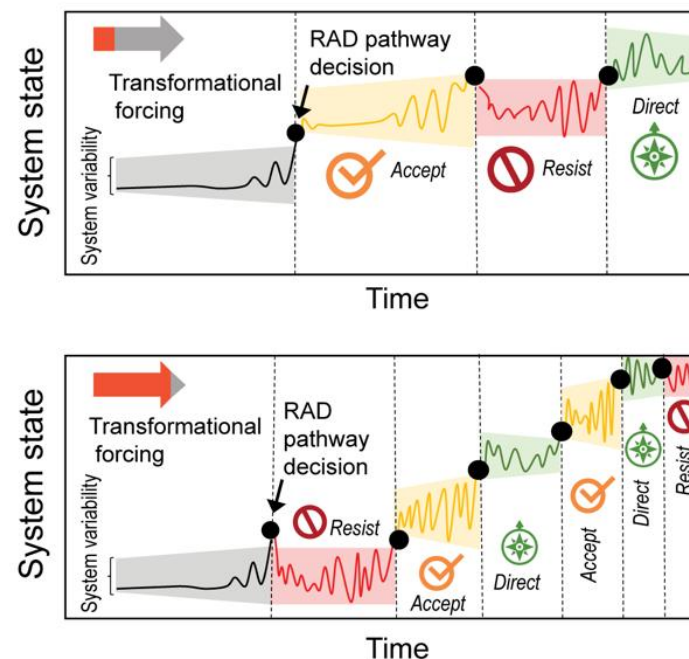 RAD pathway
decision
Transformational
forcing
System state
System variability
Accept
Resist
Direct
Time
Transformational
forcing
RAD
pathway
decision
System state
System variability
Resist
Accept
Direct
Accept
Direct
Resist
Time